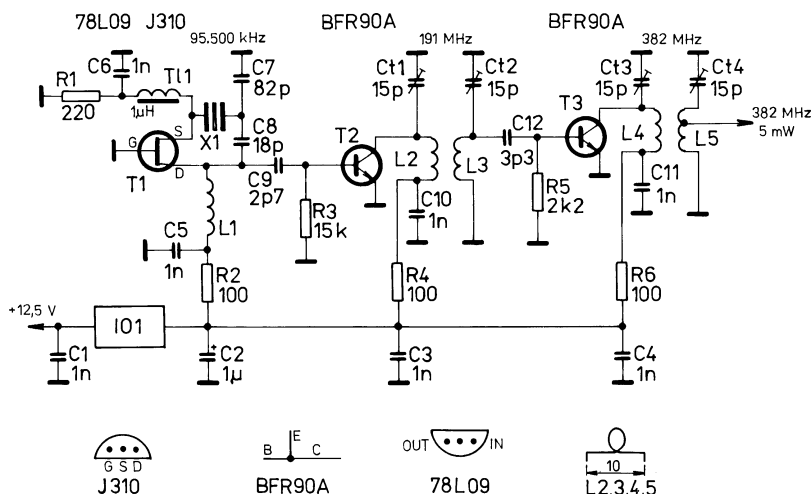 78L09 J310
BFR90A
BFR90A
95.500 kHz
191 MHz
382 MHz
C6 1n
R1
220
Tl1
1µH
C7
82p
X1
C8
18p
G
S
D
T1
C9
2p7
L1
C5
1n
R2
100
R3
15k
T2
Ct1
15p
L2
L3
Ct2
15p
C10
1n
R4
100
C12
3p3
R5
2k2
T3
Ct3
15p
L4
Ct4
15p
L5
382 MHz
5 mW
C11
1n
R6
100
+12,5 V
IO1
C1
1n
+
C2
1µ
C3
1n
C4
1n
G S D
J310
B E C
BFR90A
OUT IN
78L09
10
L2,3,4,5